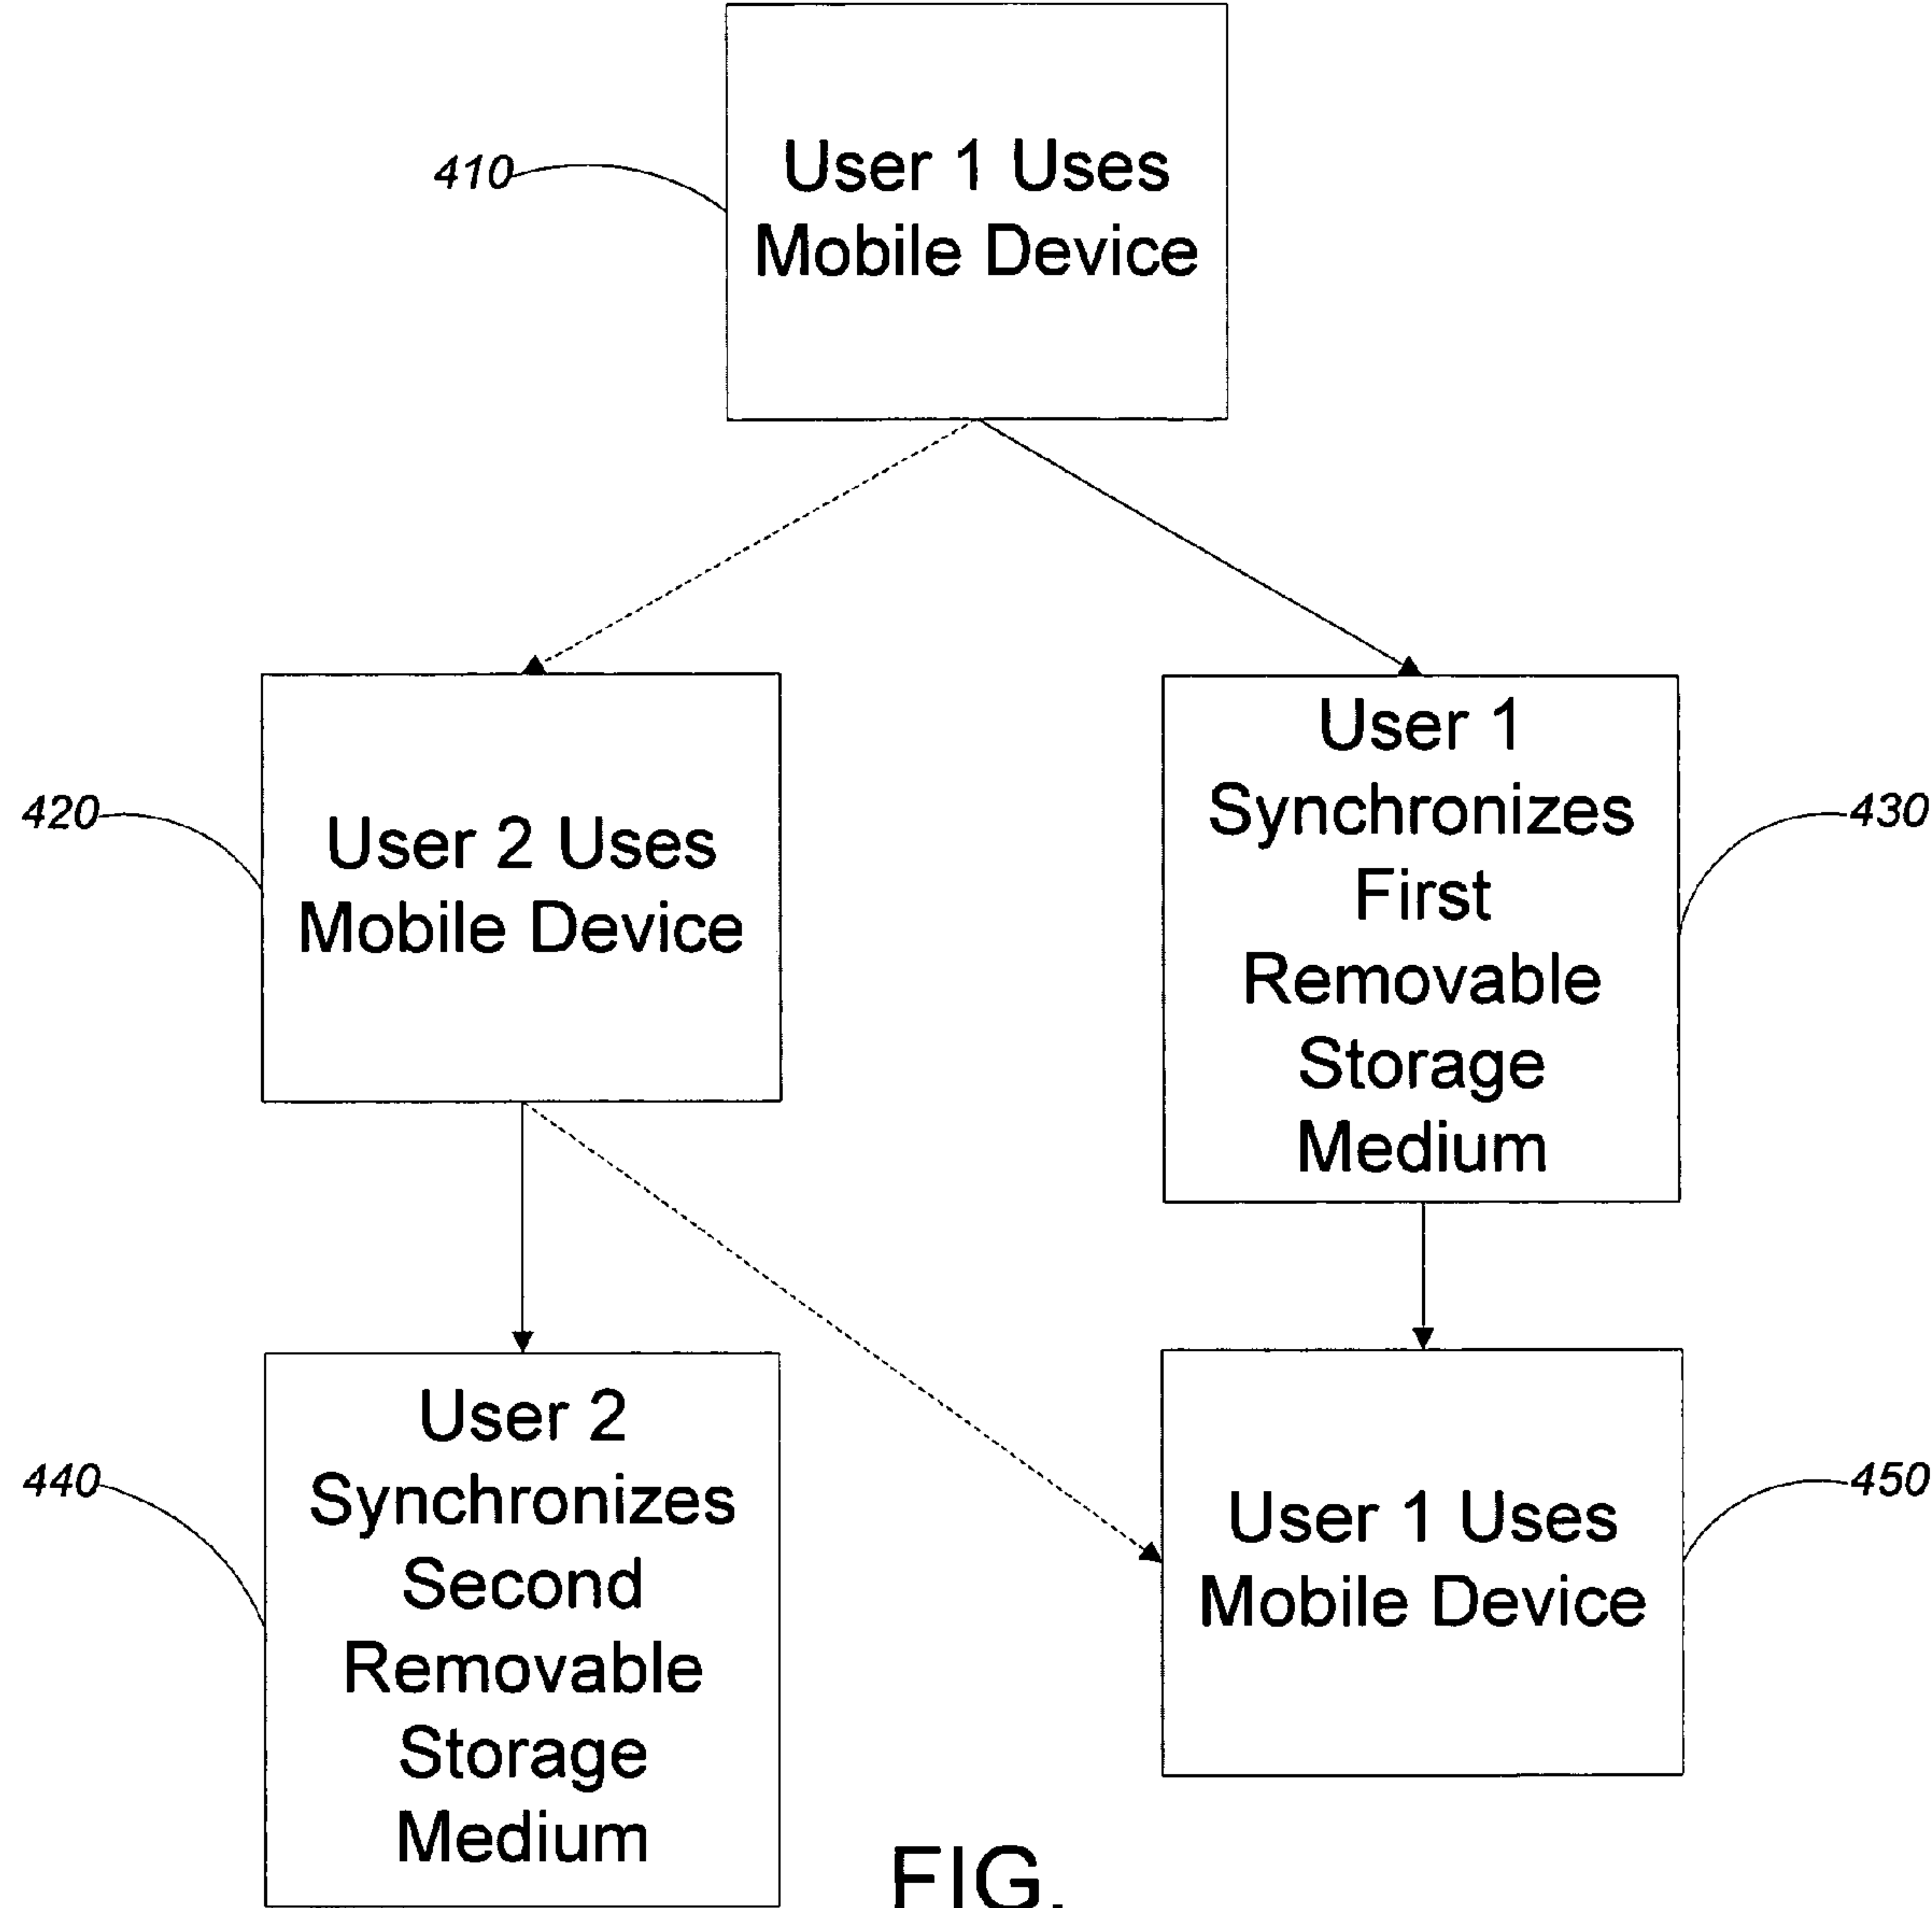 410
User 1 Uses
Mobile Device
420
User 2 Uses
Mobile Device
User 1
Synchronizes
First
Removable
Storage
Medium
430
440
User 2
Synchronizes
Second
Removable
Storage
Medium
User 1 Uses
Mobile Device
450
FIG.